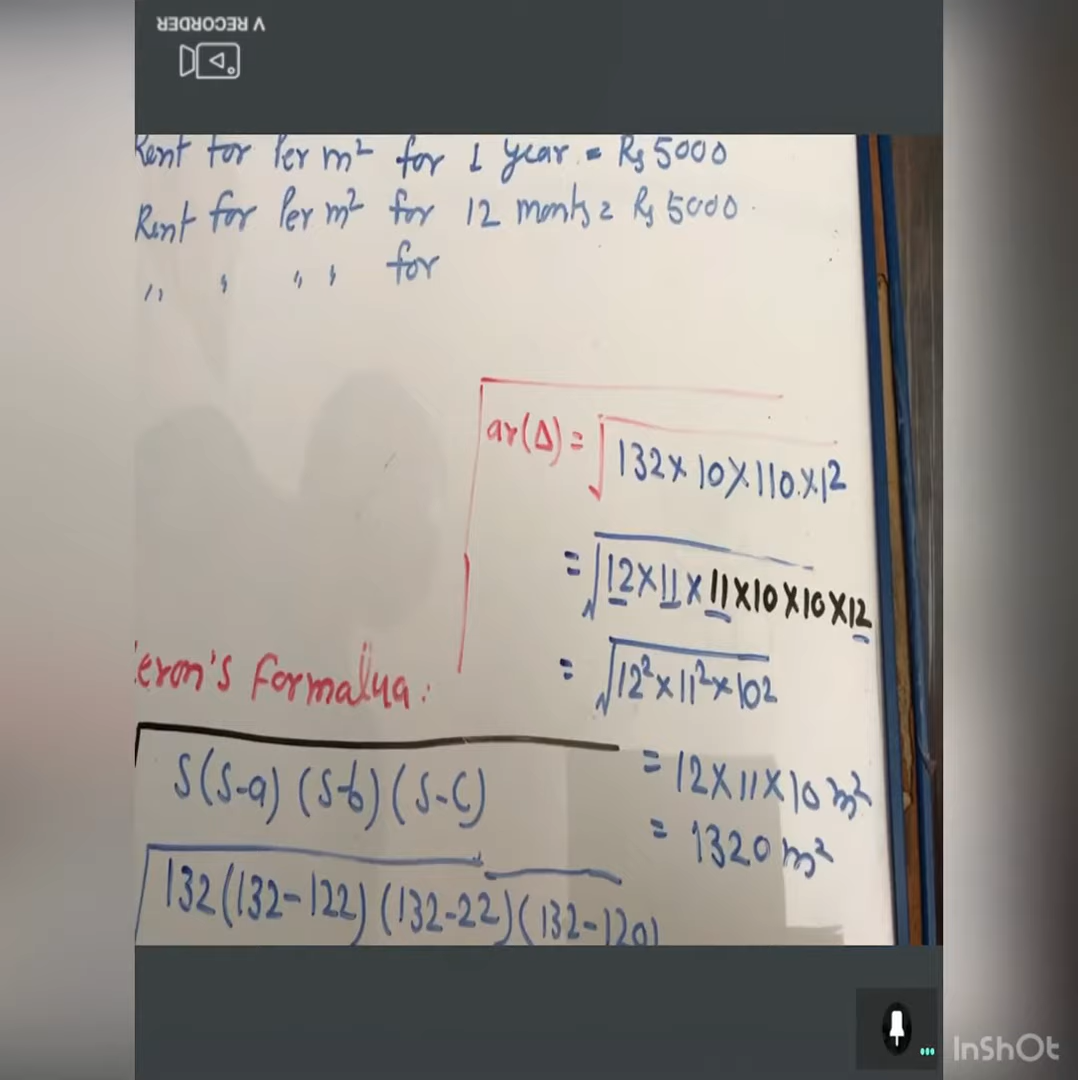 V RECORDER
Rent for Per m² for 1 year = Rs 5000
Rent for Per m² for 12 monts = Rs 5000
,, ,, ,, ,, for
ar(Δ) = √132×10×110×12
= √12×11×11×10×10×12
= √12²×11²×10²
= 12×11×10 m²
= 1320 m²
eron's Formalua:
S(S-a) (S-b) (S-c)
132(132-122) (132-22) (132-120)
InShOt